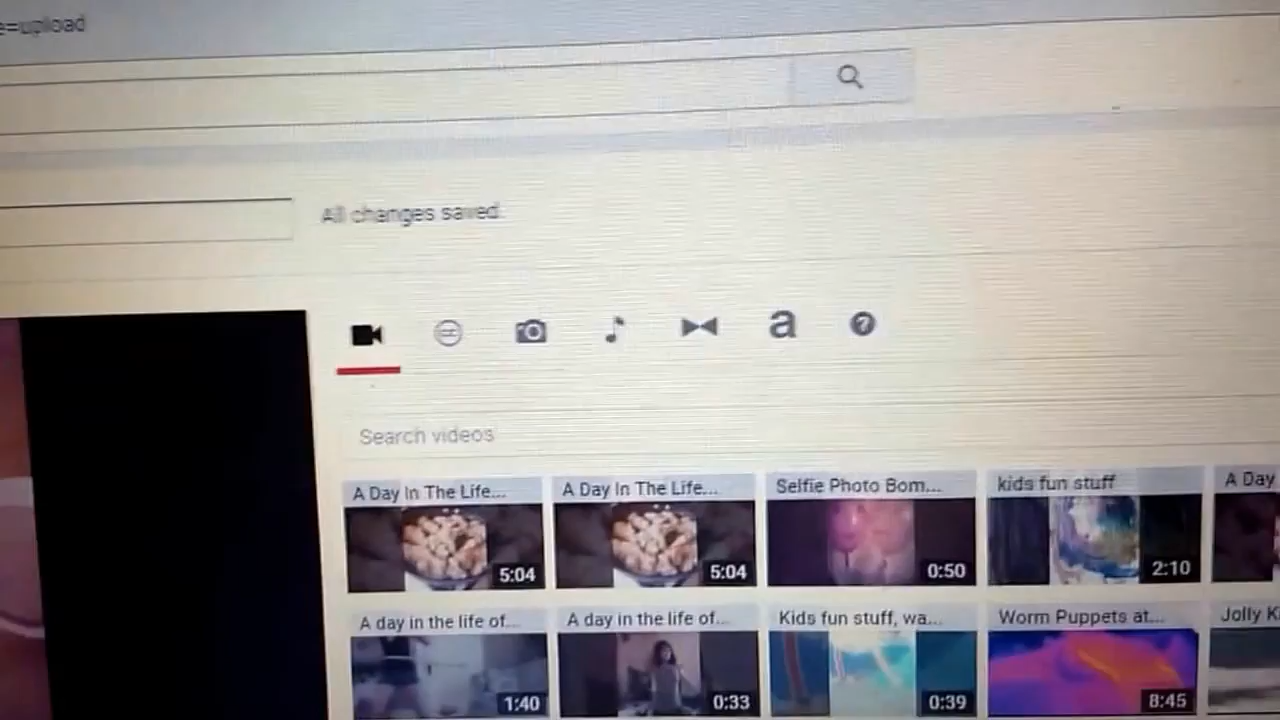 e=upload
All changes saved.
a
?
Search videos
A Day In The Life... A Day In The Life... Selfie Photo Bom... kids fun stuff A Day
5:04 5:04 0:50 2:10
A day in the life of... A day in the life of... Kids fun stuff, wa... Worm Puppets at... Jolly K
1:40 0:33 0:39 8:45